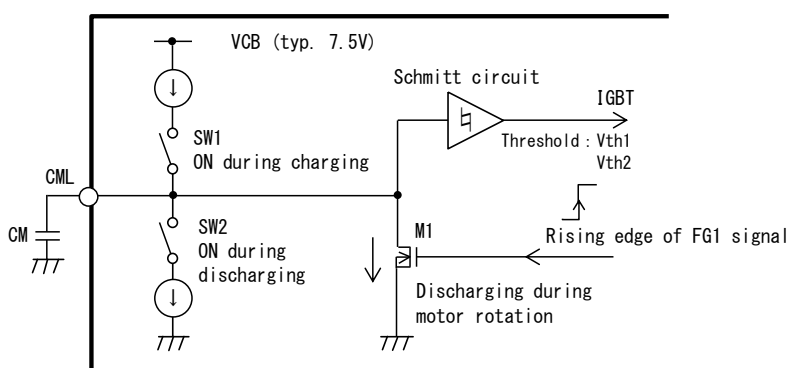 VCB (typ. 7.5V)
Schmitt circuit
IGBT
SW1
ON during charging
Threshold : Vth1
Vth2
CML
CM
SW2
ON during
discharging
M1
Rising edge of FG1 signal
Discharging during
motor rotation